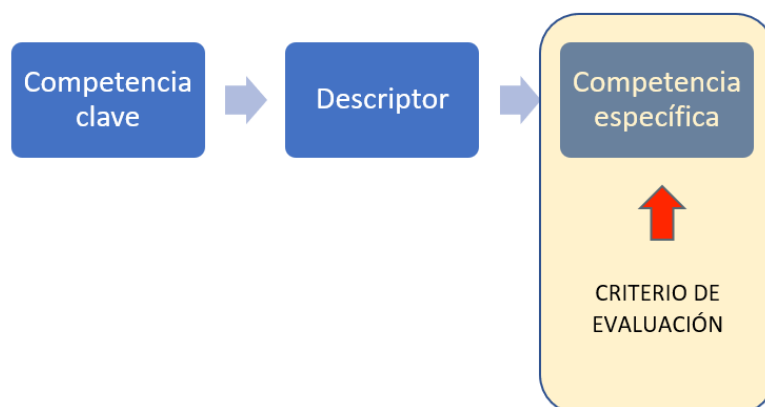 Competencia
clave
Descriptor
Competencia
específica
CRITERIO DE
EVALUACIÓN